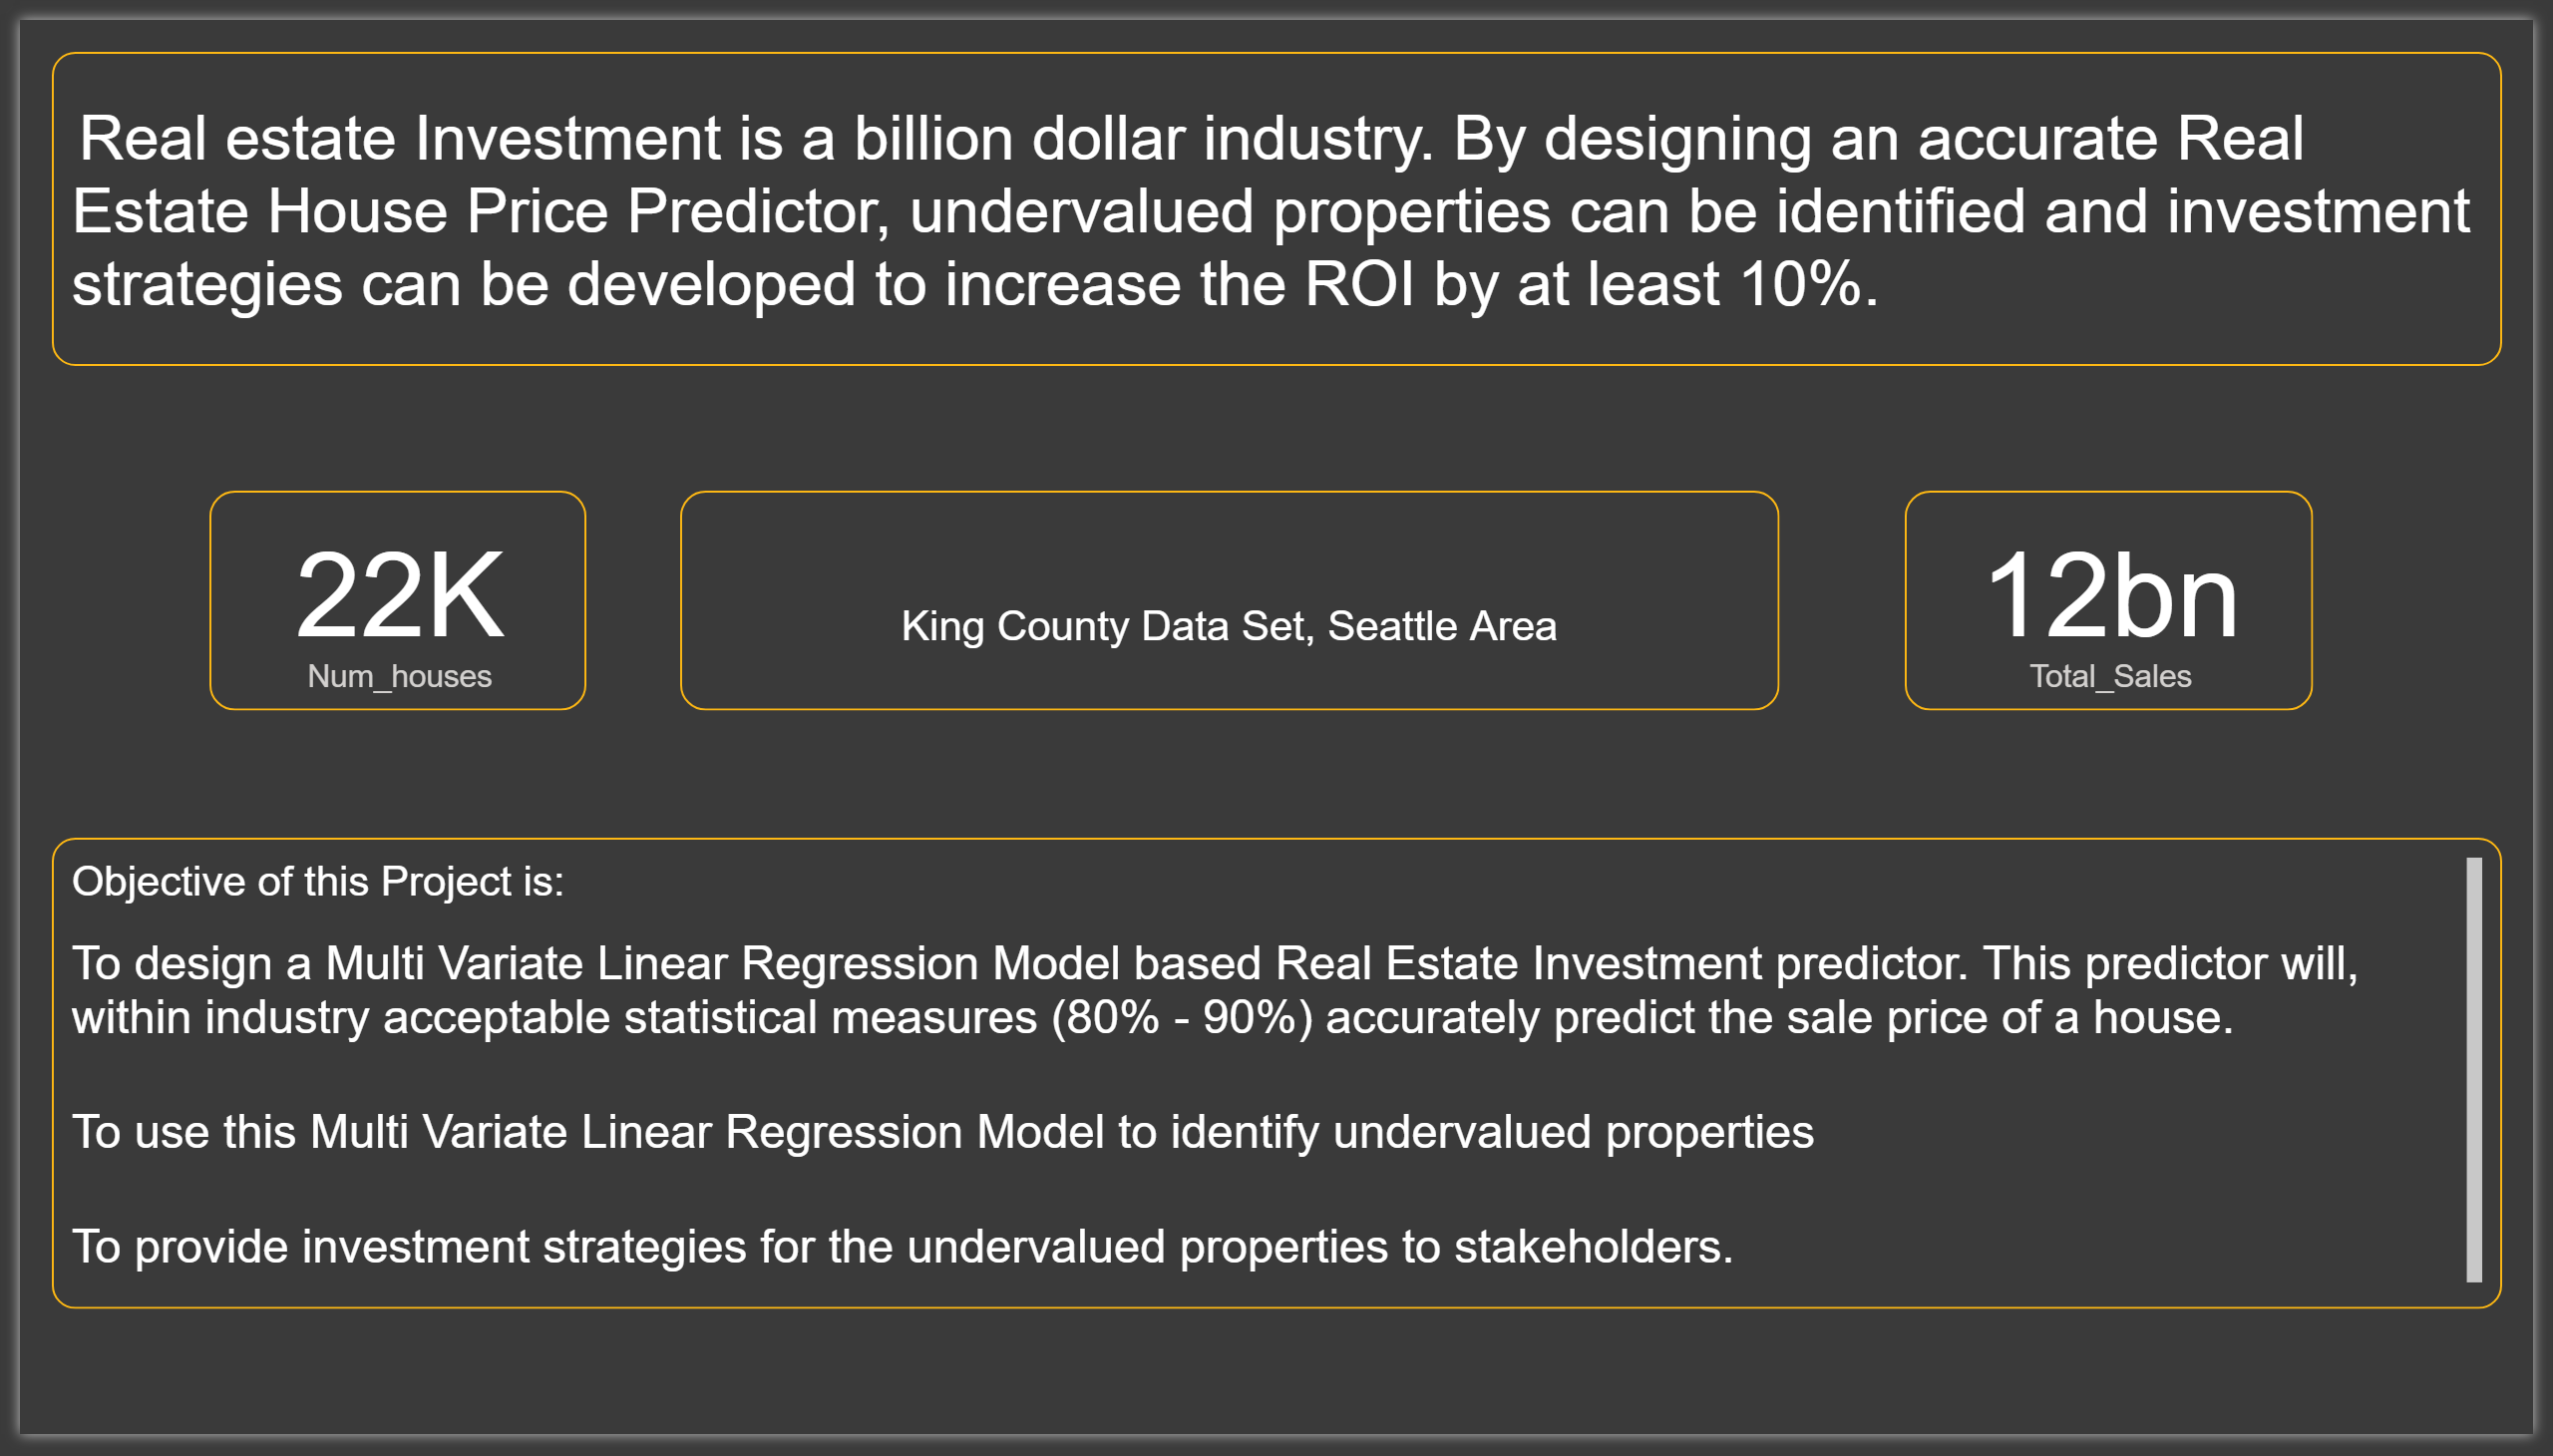 Real estate Investment is a billion dollar industry. By designing an accurate Real
Estate House Price Predictor, undervalued properties can be identified and investment
strategies can be developed to increase the ROI by at least 10%.
22K
Num_houses
King County Data Set, Seattle Area
12bn
Total_Sales
Objective of this Project is:
To design a Multi Variate Linear Regression Model based Real Estate Investment predictor. This predictor will,
within industry acceptable statistical measures (80% - 90%) accurately predict the sale price of a house.
To use this Multi Variate Linear Regression Model to identify undervalued properties
To provide investment strategies for the undervalued properties to stakeholders.